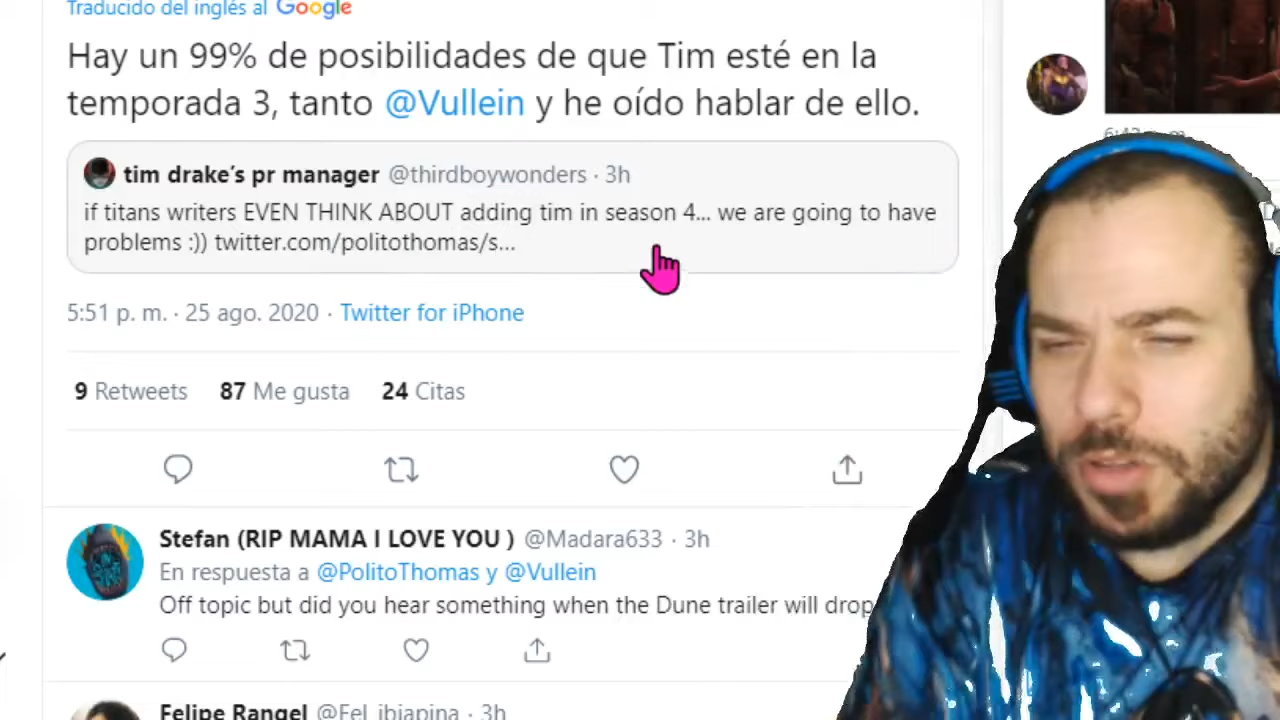 Traducido del inglés al Google
Hay un 99% de posibilidades de que Tim esté en la
temporada 3, tanto @Vullein y he oído hablar de ello.
tim drake's pr manager @thirdboywonders · 3h
if titans writers EVEN THINK ABOUT adding tim in season 4... we are going to have
problems :)) twitter.com/politothomas/s...
5:51 p. m. · 25 ago. 2020 · Twitter for iPhone
9 Retweets 87 Me gusta 24 Citas
Stefan (RIP MAMA I LOVE YOU ) @Madara633 · 3h
En respuesta a @PolitoThomas y @Vullein
Off topic but did you hear something when the Dune trailer will drop
Felipe Rangel @Fel_ibiapina · 3h